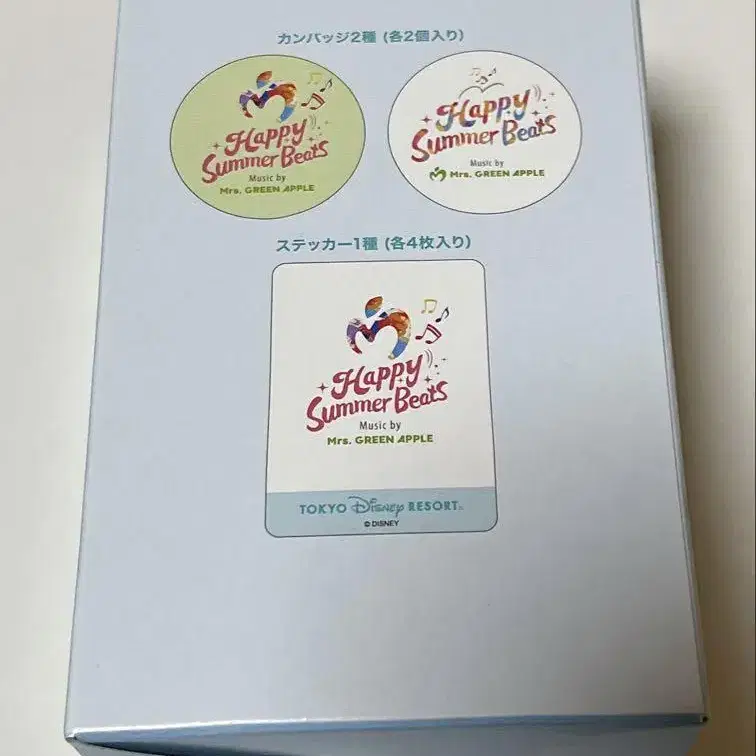 カンバッジ2種 (各2個入り)
Happy
Summer Beats
Music by
Mrs. GREEN APPLE
Happy
Summer Beats
Music by
Mrs. GREEN APPLE
ステッカー1種 (各4枚入り)
Happy
Summer Beats
Music by
Mrs. GREEN APPLE
TOKYO Disney RESORT®
© DISNEY